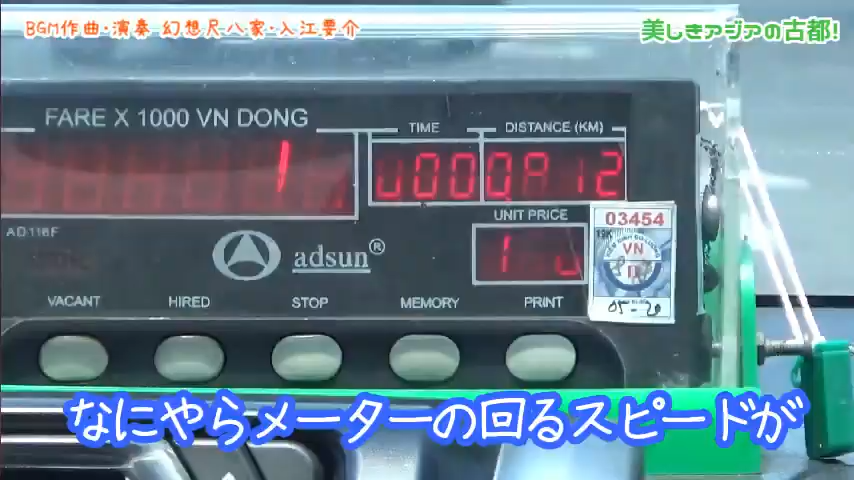 BGM作曲・演奏 幻想尺八家・入江要介
美しきアジアの古都!
FARE X 1000 VN DONG
TIME
DISTANCE (KM)
1
UNIT PRICE
03454
AD116F
adsun®
VN
05-20
VACANT
HIRED
STOP
MEMORY
PRINT
なにやらメーターの回るスピードが